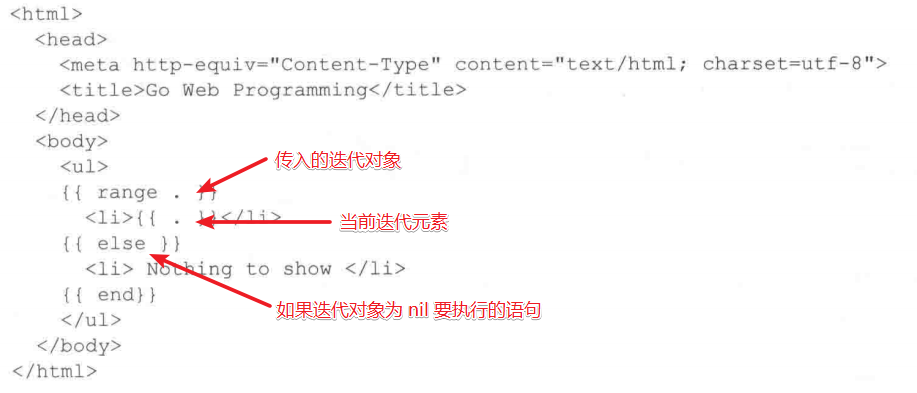 <html>
<head>
<meta http-equiv="Content-Type" content="text/html; charset=utf-8">
<title>Go Web Programming</title>
</head>
<body>
<ul>
传入的迭代对象
{{ range . }}
<li>{{ . }}</li>
当前迭代元素
{{ else }}
<li> Nothing to show </li>
{{ end}}
如果迭代对象为 nil 要执行的语句
</ul>
</body>
</html>